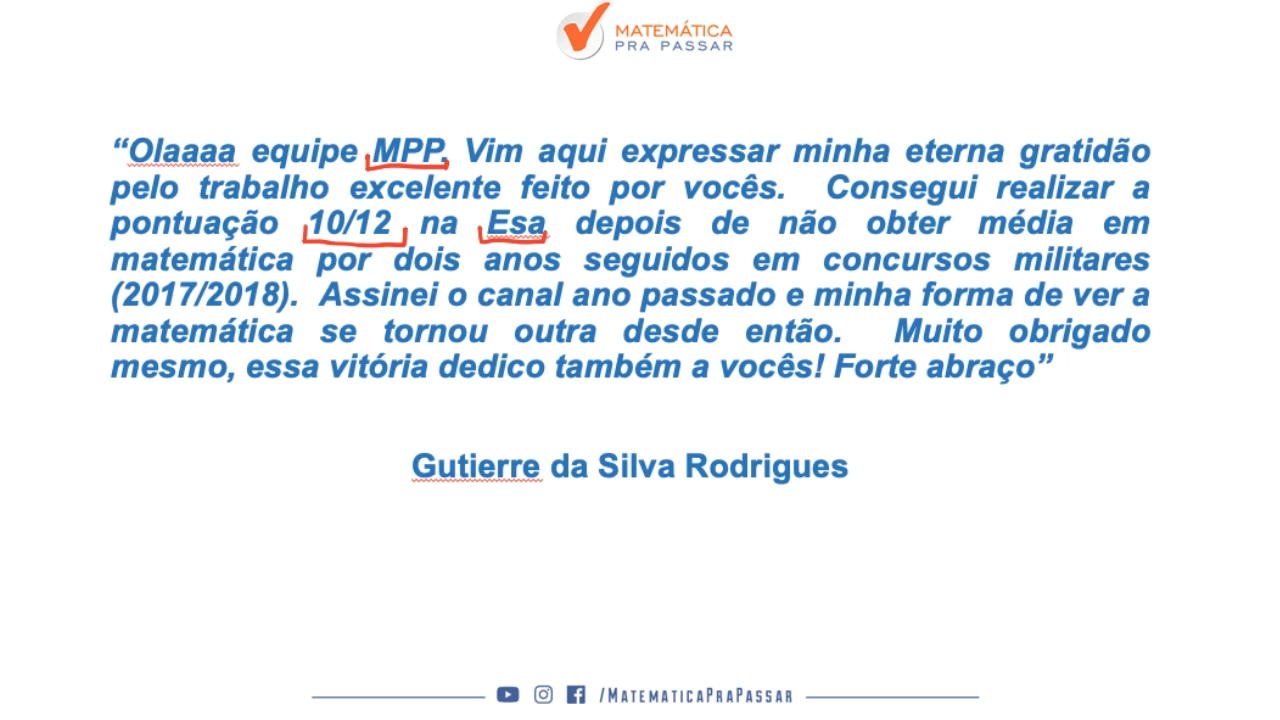 MATEMÁTICA
PRA PASSAR
“Olaaaa equipe MPP. Vim aqui expressar minha eterna gratidão
pelo trabalho excelente feito por vocês. Consegui realizar a
pontuação 10/12 na Esa depois de não obter média em
matemática por dois anos seguidos em concursos militares
(2017/2018). Assinei o canal ano passado e minha forma de ver a
matemática se tornou outra desde então. Muito obrigado
mesmo, essa vitória dedico também a vocês! Forte abraço”
Gutierre da Silva Rodrigues
/MATEMATICAPRAPASSAR